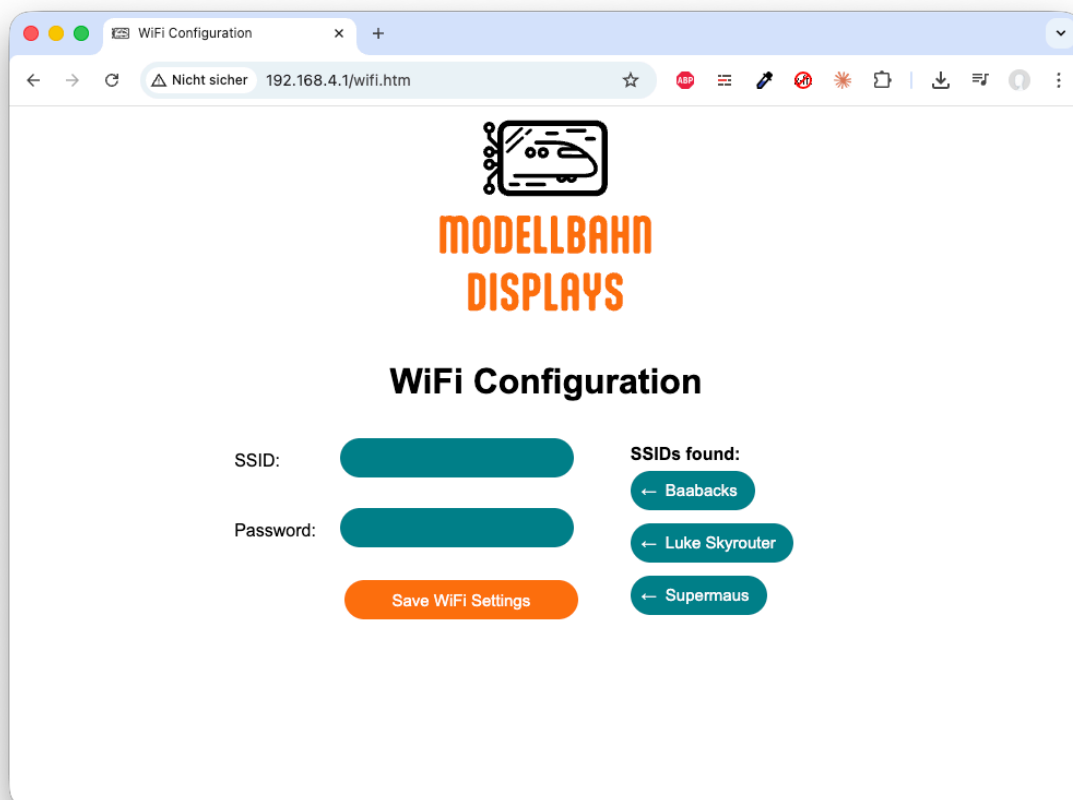 WiFi Configuration
Nicht sicher
192.168.4.1/wifi.htm
ABP
MODELLBAHN
DISPLAYS
WiFi Configuration
SSID:
Password:
Save WiFi Settings
SSIDs found:
← Baabacks
← Luke Skyrouter
← Supermaus